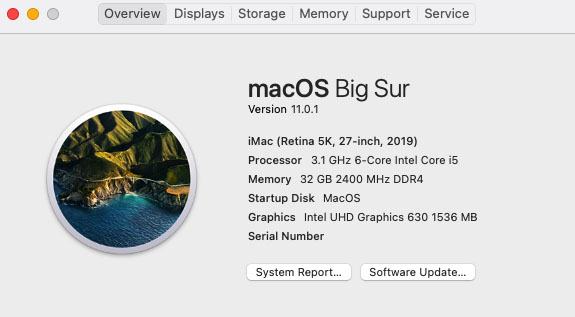 Overview Displays Storage Memory Support Service
macOS Big Sur
Version 11.0.1
iMac (Retina 5K, 27-inch, 2019)
Processor 3.1 GHz 6-Core Intel Core i5
Memory 32 GB 2400 MHz DDR4
Startup Disk MacOS
Graphics Intel UHD Graphics 630 1536 MB
Serial Number
System Report... Software Update...